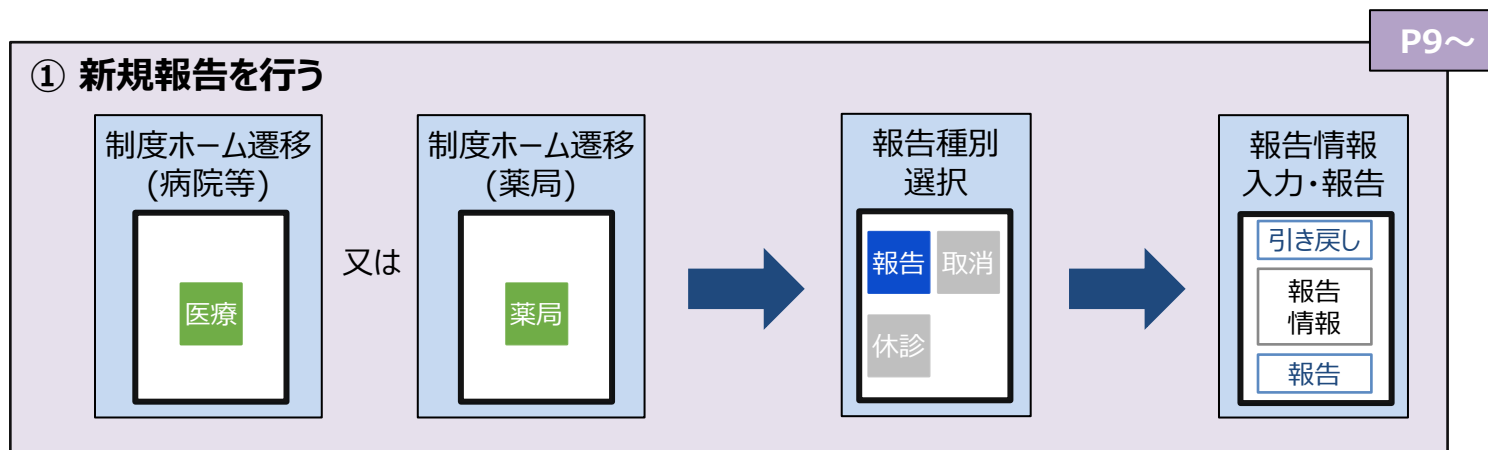 P9～
① 新規報告を行う
制度ホーム遷移
(病院等)
医療
又は
制度ホーム遷移
(薬局)
薬局
報告種別
選択
報告
取消
休診
報告情報
入力・報告
引き戻し
報告
情報
報告